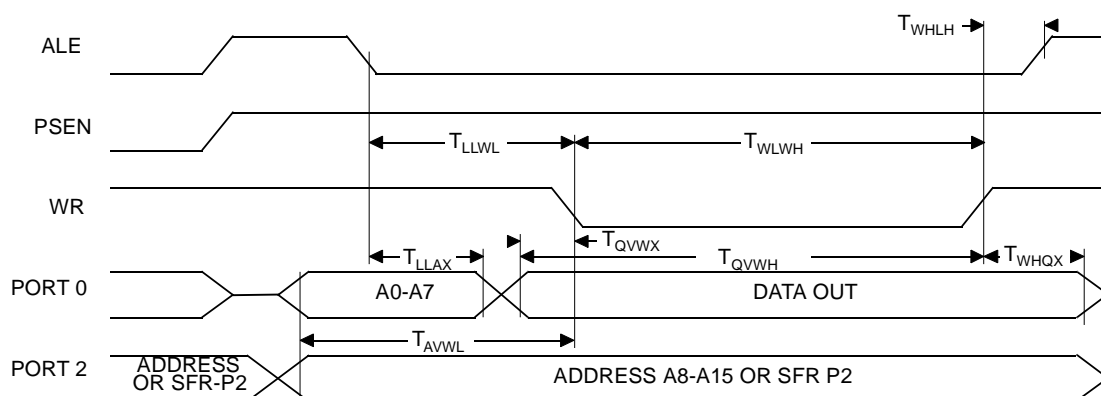 ALE
TWHLH
PSEN
TLLWL
TWLWH
WR
TQVWX
TLLAX
TQVWH
TWHQX
PORT 0
A0-A7
DATA OUT
TAVWL
PORT 2
ADDRESS
OR SFR-P2
ADDRESS A8-A15 OR SFR P2